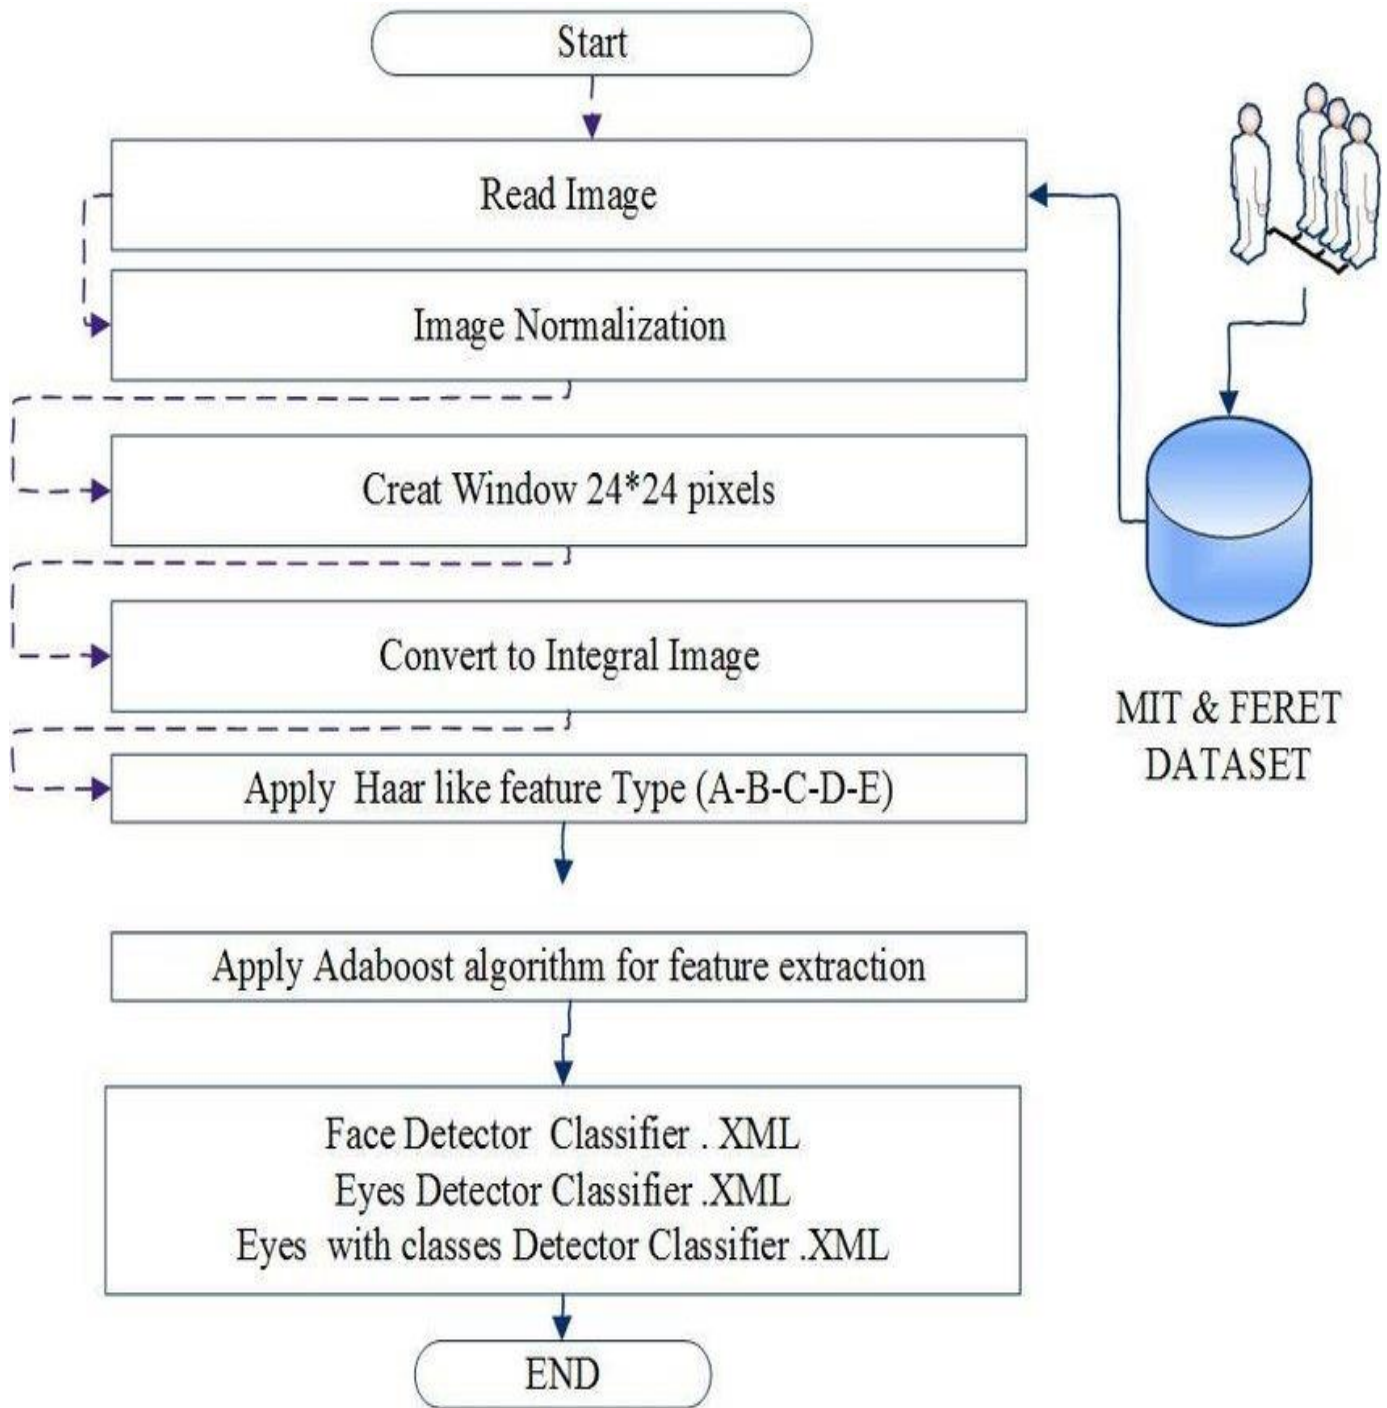 Start
Read Image
Image Normalization
Creat Window 24*24 pixels
Convert to Integral Image
MIT & FERET
DATASET
Apply Haar like feature Type (A-B-C-D-E)
Apply Adaboost algorithm for feature extraction
Face Detector Classifier . XML
Eyes Detector Classifier .XML
Eyes with classes Detector Classifier .XML
END